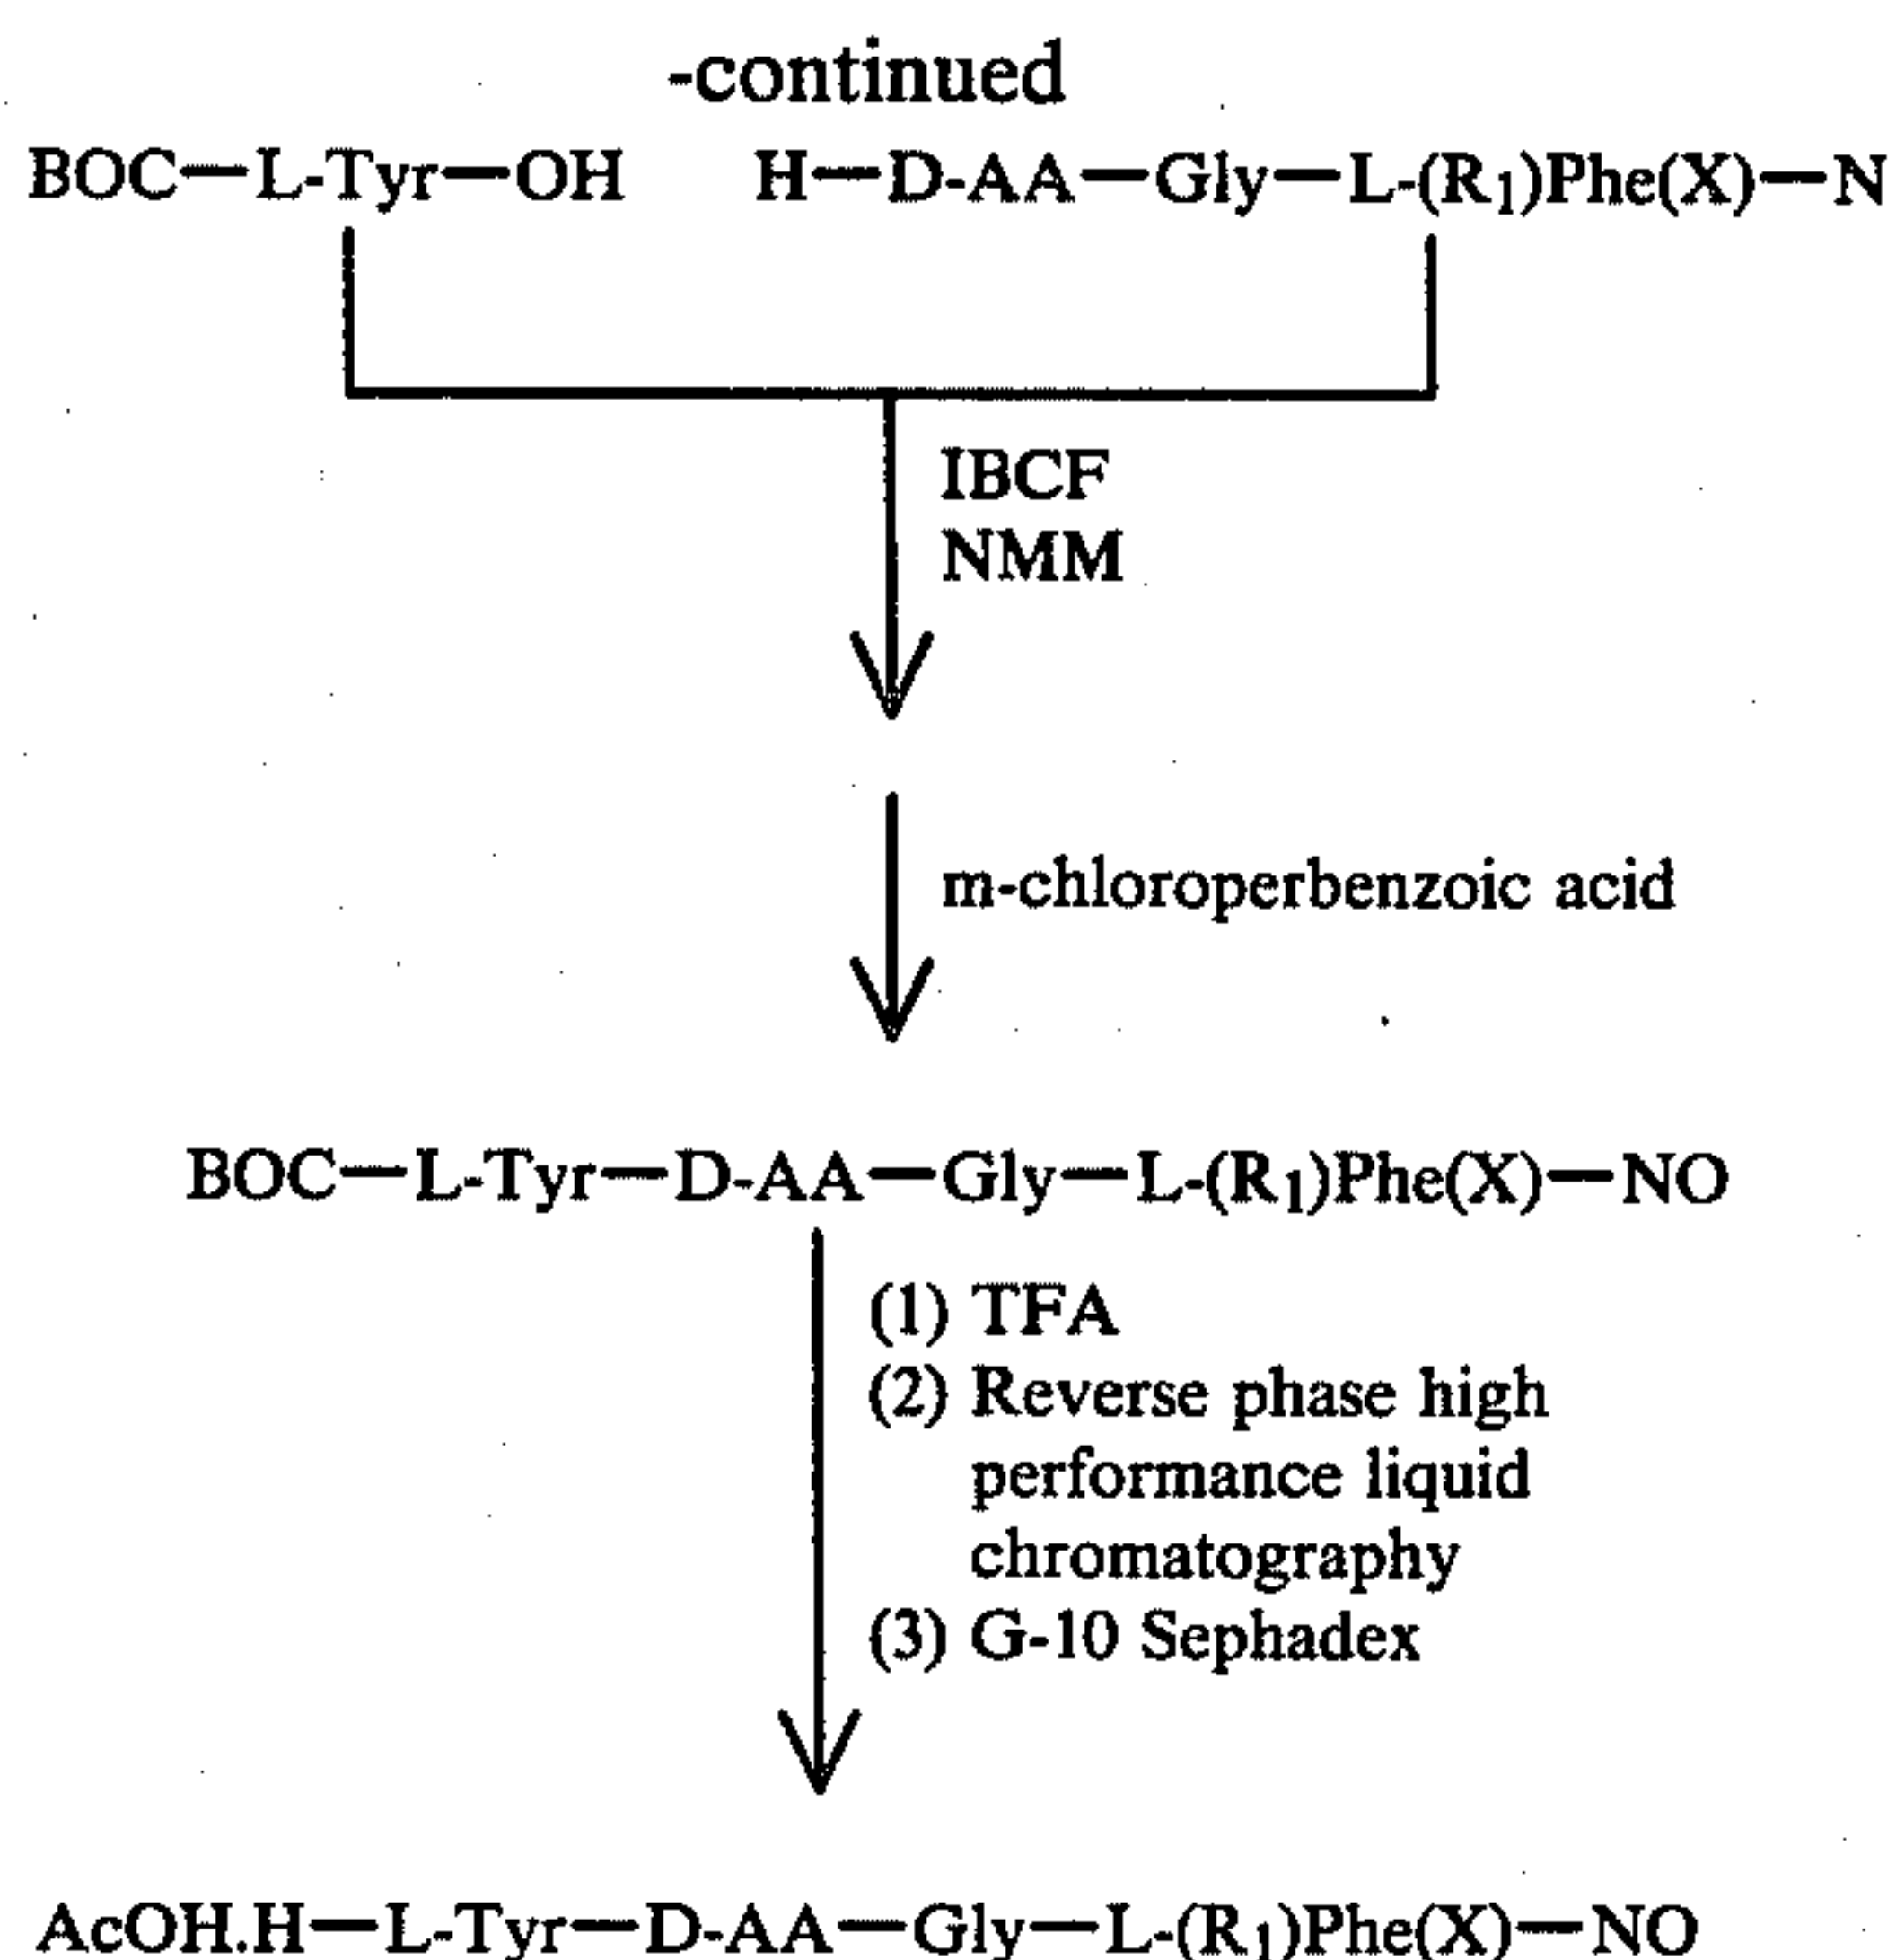 -continued
BOC—L-Tyr—OH H—D-AA—Gly—L-(R1)Phe(X)—N
IBCF
NMM
m-chloroperbenzoic acid
BOC—L-Tyr—D-AA—Gly—L-(R1)Phe(X)—NO
(1) TFA
(2) Reverse phase high
performance liquid
chromatography
(3) G-10 Sephadex
AcOH.H—L-Tyr—D-AA—Gly—L-(R1)Phe(X)—NO